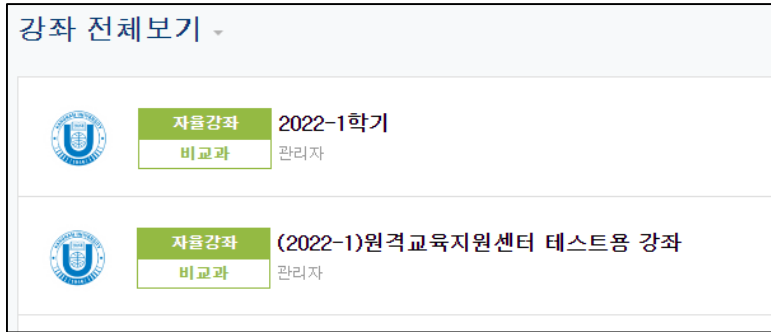 강좌 전체보기
자율강좌 2022-1학기
비교과 관리자
자율강좌 (2022-1)원격교육지원센터 테스트용 강좌
비교과 관리자